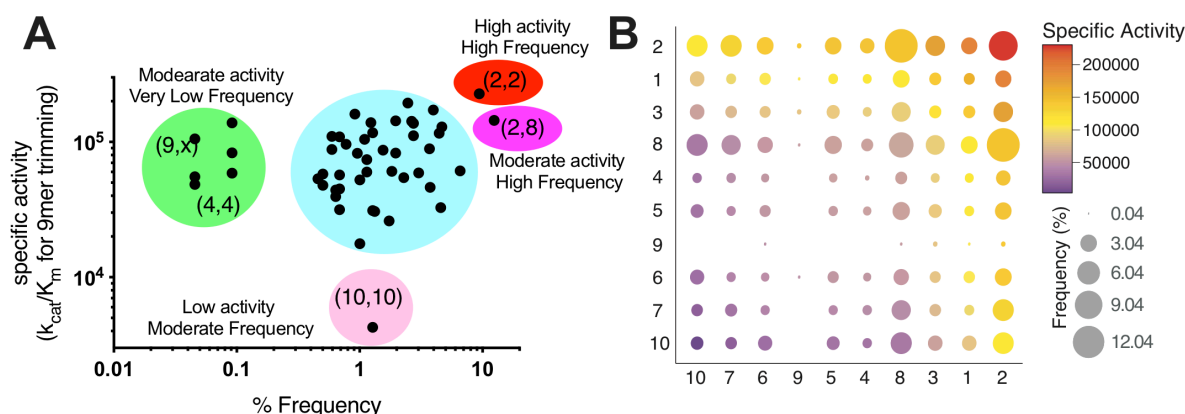 A
High activity
High Frequency
Modearate activity
Very Low Frequency
(2,2)
(2,8)
(9,x)
(4,4)
Moderate activity
High Frequency
(10,10)
Low activity
Moderate Frequency
specific activity
(kcat/Km for 9mer trimming)
10⁵
10⁴
0.01
0.1
1
10
% Frequency
B
2
1
3
8
4
5
9
6
7
10
10 7 6 9 5 4 8 3 1 2
Specific Activity
200000
150000
100000
50000
Frequency (%)
0.04
3.04
6.04
9.04
12.04